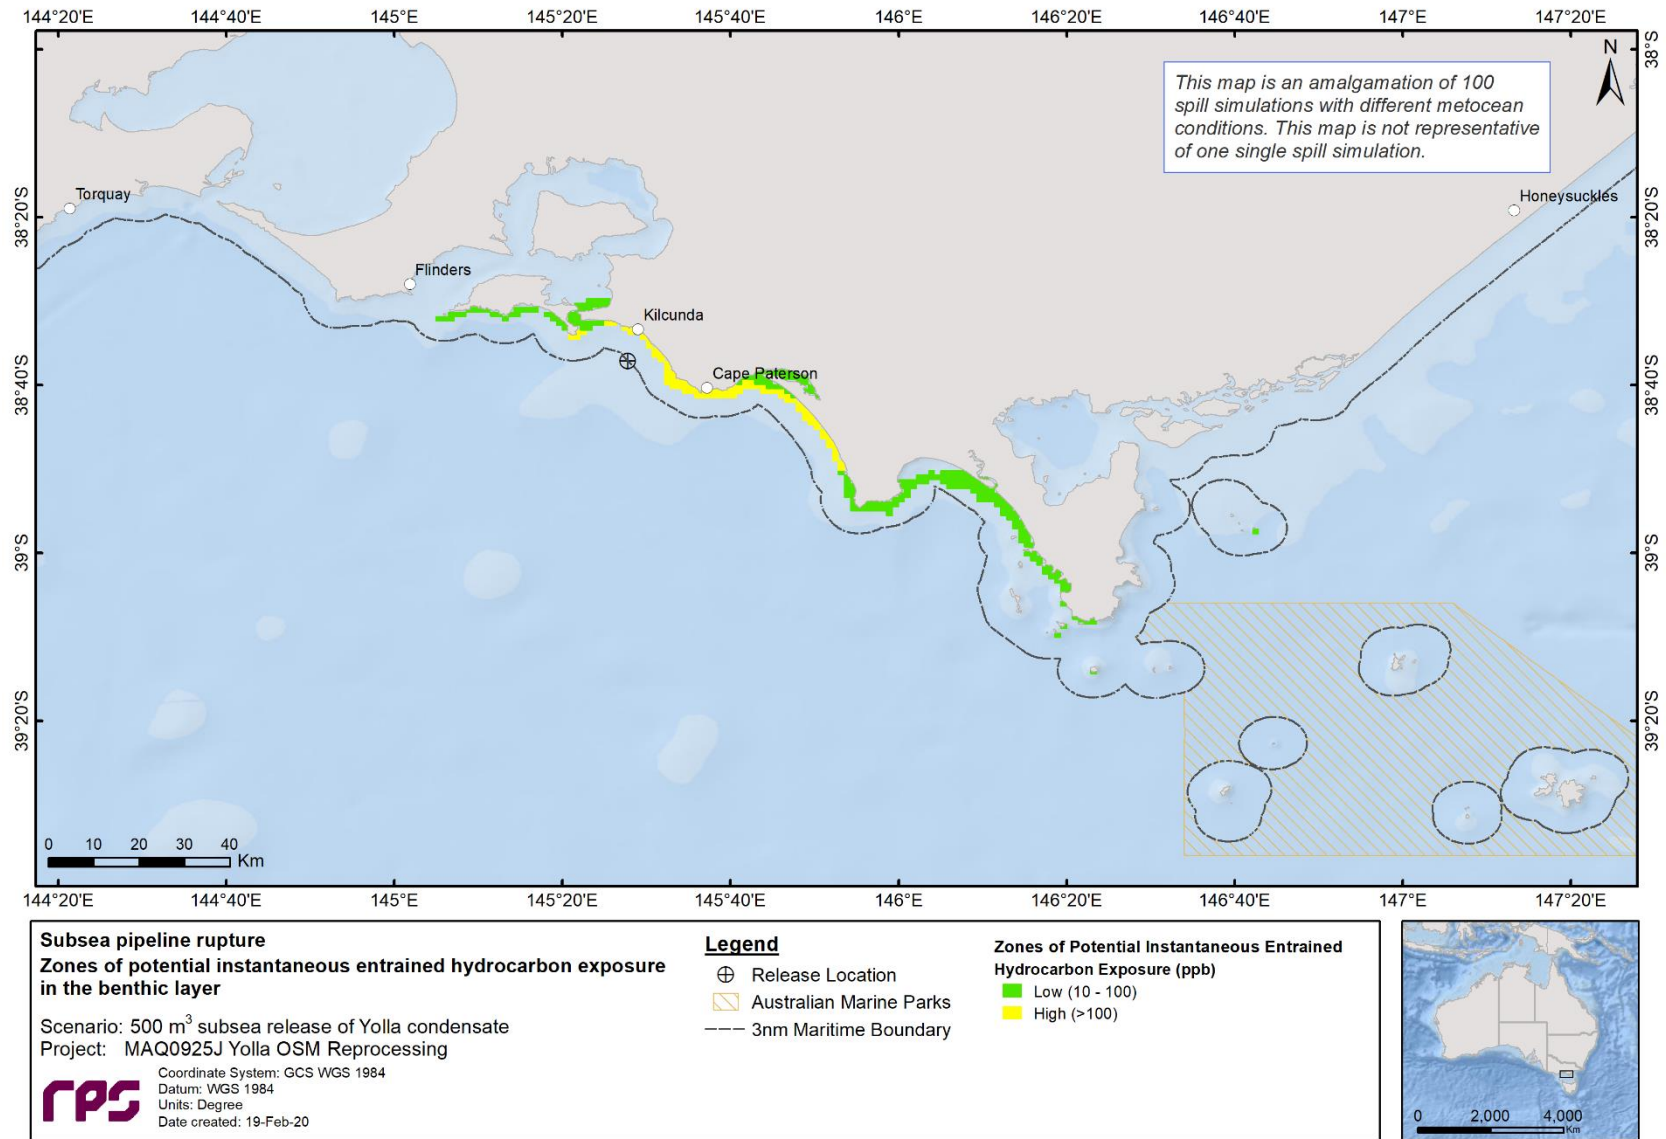 144°20'E 144°40'E 145°E 145°20'E 145°40'E 146°E 146°20'E 146°40'E 147°E 147°20'E
38°S
38°S
N
This map is an amalgamation of 100
spill simulations with different metocean
conditions. This map is not representative
of one single spill simulation.
Torquay
Honeysuckles
38°20'S
38°20'S
Flinders
Kilcunda
Cape Paterson
38°40'S
38°40'S
39°S
39°S
39°20'S
39°20'S
0 10 20 30 40
Km
144°20'E 144°40'E 145°E 145°20'E 145°40'E 146°E 146°20'E 146°40'E 147°E 147°20'E
Subsea pipeline rupture
Zones of potential instantaneous entrained hydrocarbon exposure
in the benthic layer
Scenario: 500 m³ subsea release of Yolla condensate
Project: MAQ0925J Yolla OSM Reprocessing
rps
Coordinate System: GCS WGS 1984
Datum: WGS 1984
Units: Degree
Date created: 19-Feb-20
Legend
Release Location
Australian Marine Parks
3nm Maritime Boundary
Zones of Potential Instantaneous Entrained
Hydrocarbon Exposure (ppb)
Low (10 - 100)
High (>100)
0 2,000 4,000
Km